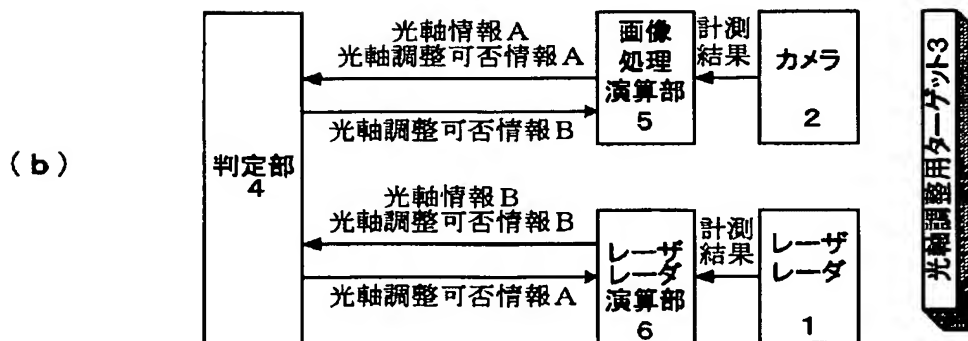 (b)
判定部
4
光軸情報A
光軸調整可否情報A
光軸調整可否情報B
画像
処理
演算部
5
計測
結果
カメラ
2
光軸情報B
光軸調整可否情報B
光軸調整可否情報A
レーザ
レーダ
演算部
6
計測
結果
レーザ
レーダ
1
光軸調整用ターゲット3